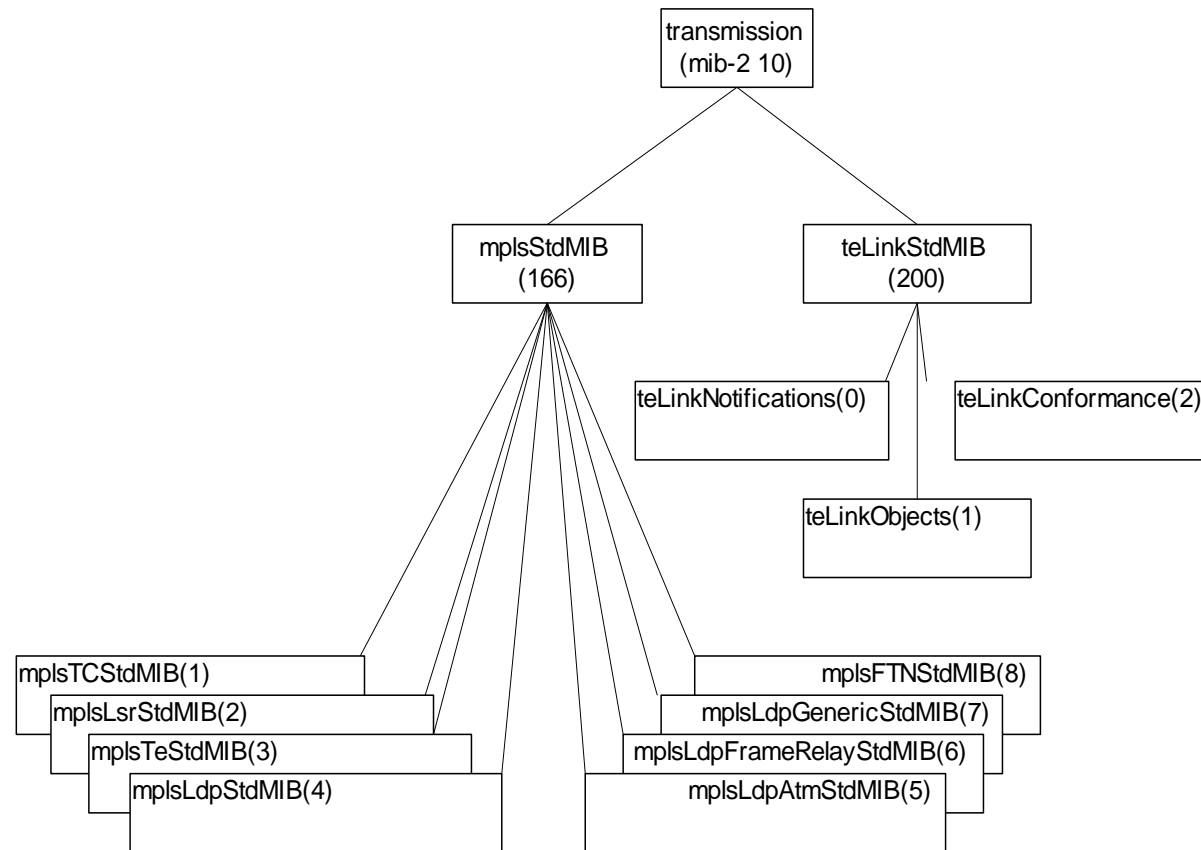 transmission
(mib-2 10)
mplsStdMIB
(166)
teLinkStdMIB
(200)
teLinkNotifications(0)
teLinkConformance(2)
teLinkObjects(1)
mplsTCStdMIB(1)
mplsFTNStdMIB(8)
mplsLsrStdMIB(2)
mplsLdpGenericStdMIB(7)
mplsTeStdMIB(3)
mplsLdpFrameRelayStdMIB(6)
mplsLdpStdMIB(4)
mplsLdpAtmStdMIB(5)